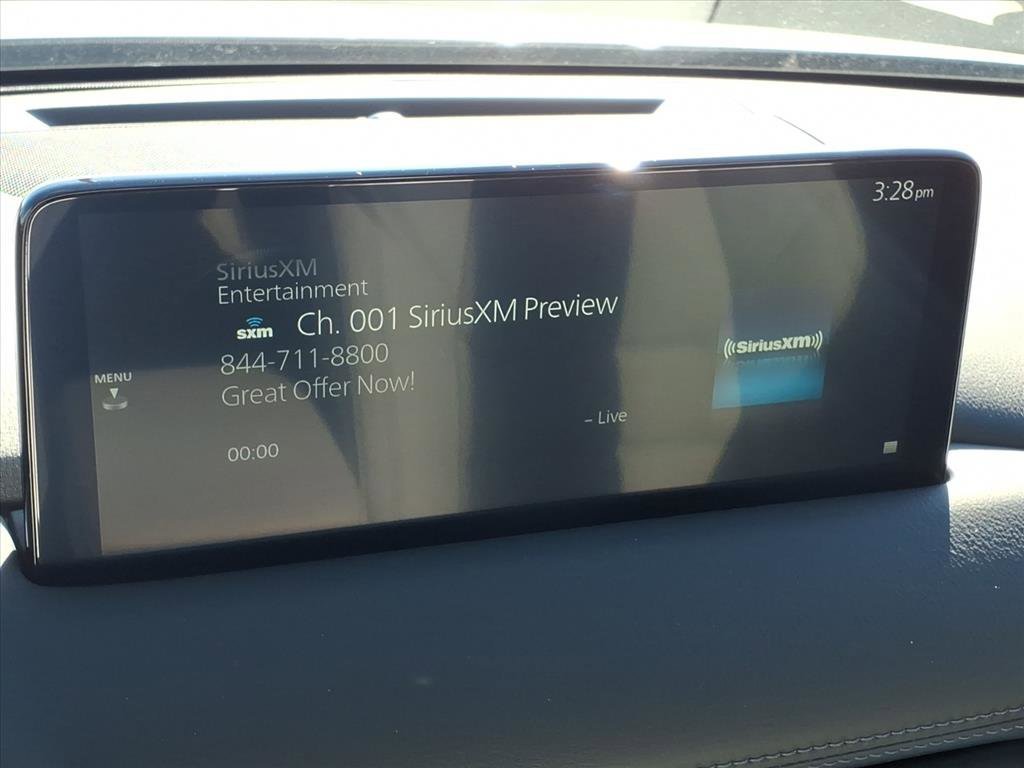 3:28pm
SiriusXM
Entertainment
sxm Ch. 001 SiriusXM Preview
((SiriusXM))
844-711-8800
MENU
Great Offer Now!
– Live
00:00